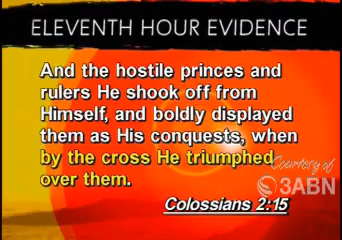 ELEVENTH HOUR EVIDENCE
And the hostile princes and
rulers He shook off from
Himself, and boldly displayed
them as His conquests, when
by the cross He triumphed
over them.
Courtesy of
3ABN
Colossians 2:15